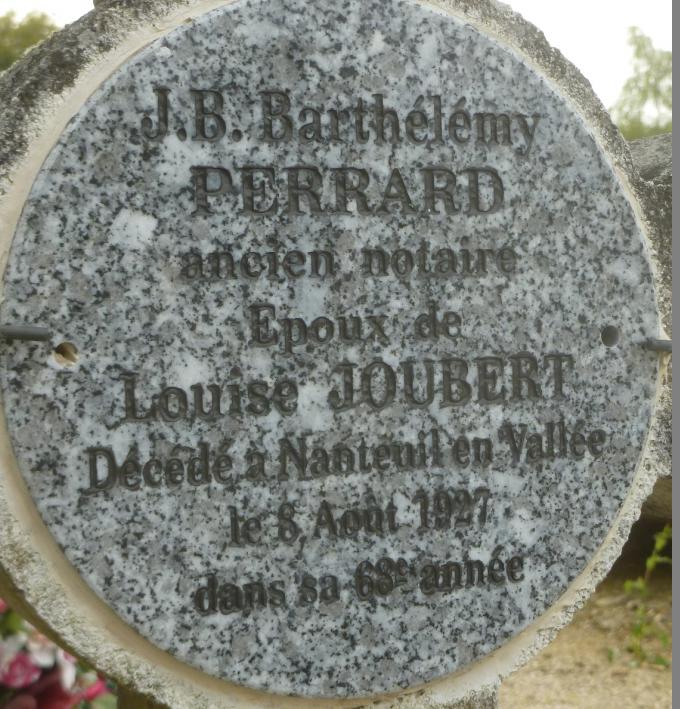 J.B. Barthélémy
PERRARD
ancien notaire
Epoux de
Louise JOUBERT
Décédé à Nanteuil en Vallée
le 8 Août 1927
dans sa 68e année